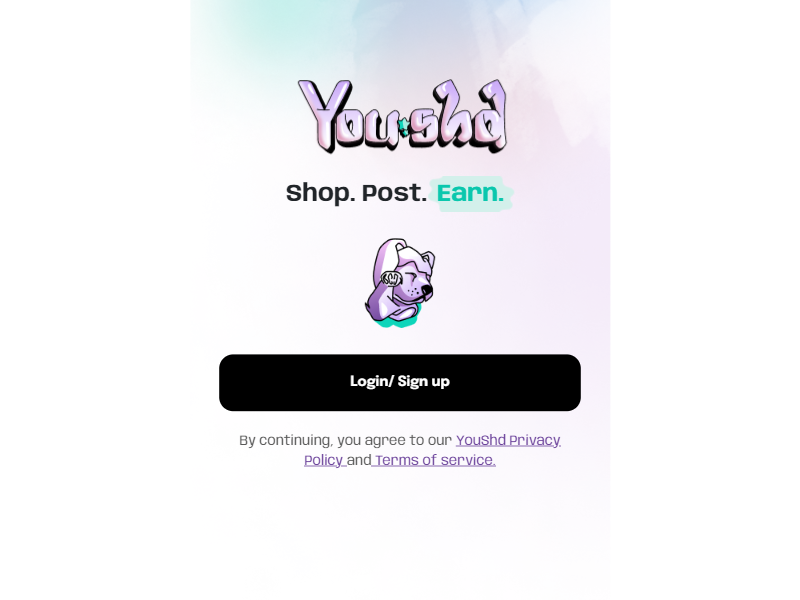 You shd
Shop. Post. Earn.
Login/ Sign up
By continuing, you agree to our YouShd Privacy
Policy and Terms of service.